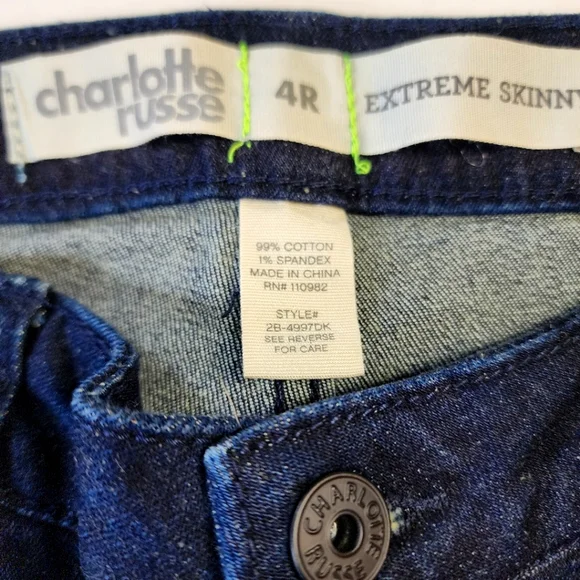 charlotte
russe
4R
EXTREME SKINNY
99% COTTON
1% SPANDEX
MADE IN CHINA
RN# 110982
STYLE#
2B-4997DK
SEE REVERSE
FOR CARE
CHARLOTTE
RUSSE